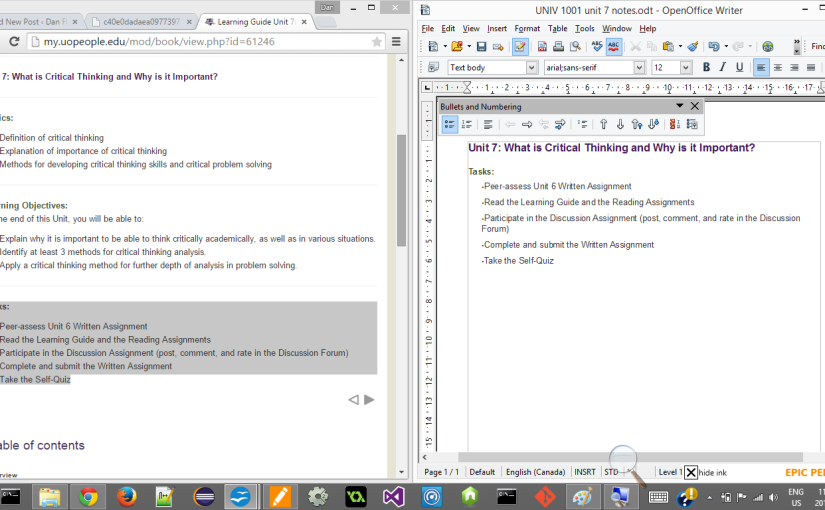 Dan
d New Post ‹ Dan F
c40e0dadaea0977397
Learning Guide Unit 7:
my.uopeople.edu/mod/book/view.php?id=61246
7: What is Critical Thinking and Why is it Important?
ics:
Definition of critical thinking
Explanation of importance of critical thinking
Methods for developing critical thinking skills and critical problem solving
rning Objectives:
he end of this Unit, you will be able to:
Explain why it is important to be able to think critically academically, as well as in various situations.
Identify at least 3 methods for critical thinking analysis.
Apply a critical thinking method for further depth of analysis in problem solving.
ks:
Peer-assess Unit 6 Written Assignment
Read the Learning Guide and the Reading Assignments
Participate in the Discussion Assignment (post, comment, and rate in the Discussion Forum)
Complete and submit the Written Assignment
Take the Self-Quiz
able of contents
rview
UNIV 1001 unit 7 notes.odt - OpenOffice Writer
File Edit View Insert Format Table Tools Window Help
Find
Text body
arial;sans-serif
12
B I U
Bullets and Numbering
Unit 7: What is Critical Thinking and Why is it Important?
Tasks:
-Peer-assess Unit 6 Written Assignment
-Read the Learning Guide and the Reading Assignments
-Participate in the Discussion Assignment (post, comment, and rate in the Discussion
Forum)
-Complete and submit the Written Assignment
-Take the Self-Quiz
Page 1 / 1 Default English (Canada) INSRT STD Level 1 hide ink EPIC PE
ENG 11
US 201